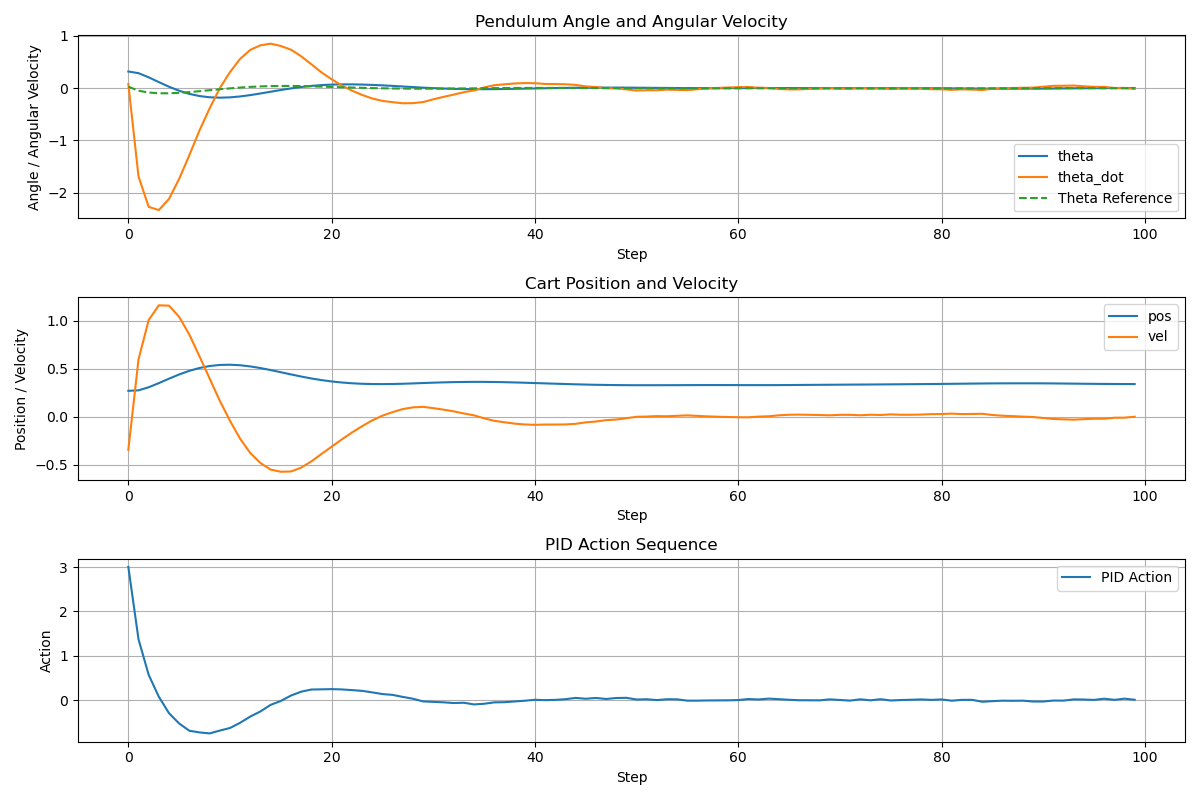 Pendulum Angle and Angular Velocity
Angle / Angular Velocity
1
0
−1
−2
theta
theta_dot
Theta Reference
0 20 40 60 80 100
Step
Cart Position and Velocity
Position / Velocity
1.0
0.5
0.0
−0.5
pos
vel
0 20 40 60 80 100
Step
PID Action Sequence
Action
3
2
1
0
PID Action
0 20 40 60 80 100
Step